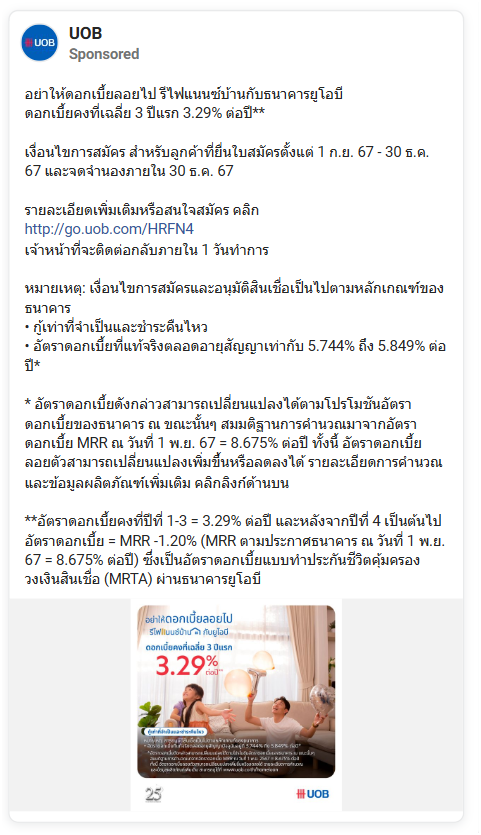 UOB
UOB
Sponsored
อย่าให้ดอกเบี้ยลอยไป รีไฟแนนซ์บ้านกับธนาคารยูโอบี
ดอกเบี้ยคงที่เฉลี่ย 3 ปีแรก 3.29% ต่อปี**
เงื่อนไขการสมัคร สำหรับลูกค้าที่ยื่นใบสมัครตั้งแต่ 1 ก.ย. 67 - 30 ธ.ค.
67 และจดจำนองภายใน 30 ธ.ค. 67
รายละเอียดเพิ่มเติมหรือสนใจสมัคร คลิก
http://go.uob.com/HRFN4
เจ้าหน้าที่จะติดต่อกลับภายใน 1 วันทำการ
หมายเหตุ: เงื่อนไขการสมัครและอนุมัติสินเชื่อเป็นไปตามหลักเกณฑ์ของ
ธนาคาร
• กู้เท่าที่จำเป็นและชำระคืนไหว
• อัตราดอกเบี้ยที่แท้จริงตลอดอายุสัญญาเท่ากับ 5.744% ถึง 5.849% ต่อ
ปี*
* อัตราดอกเบี้ยดังกล่าวสามารถเปลี่ยนแปลงได้ตามโปรโมชันอัตรา
ดอกเบี้ยของธนาคาร ณ ขณะนั้นๆ สมมติฐานการคำนวณมาจากอัตรา
ดอกเบี้ย MRR ณ วันที่ 1 พ.ย. 67 = 8.675% ต่อปี ทั้งนี้ อัตราดอกเบี้ย
ลอยตัวสามารถเปลี่ยนแปลงเพิ่มขึ้นหรือลดลงได้ รายละเอียดการคำนวณ
และข้อมูลผลิตภัณฑ์เพิ่มเติม คลิกลิงก์ด้านบน
**อัตราดอกเบี้ยคงที่ปีที่ 1-3 = 3.29% ต่อปี และหลังจากปีที่ 4 เป็นต้นไป
อัตราดอกเบี้ย = MRR -1.20% (MRR ตามประกาศธนาคาร ณ วันที่ 1 พ.ย.
67 = 8.675% ต่อปี) ซึ่งเป็นอัตราดอกเบี้ยแบบทำประกันชีวิตคุ้มครอง
วงเงินสินเชื่อ (MRTA) ผ่านธนาคารยูโอบี
อย่าให้ดอกเบี้ยลอยไป
รีไฟแนนซ์บ้าน กับยูโอบี
ดอกเบี้ยคงที่เฉลี่ย 3 ปีแรก
3.29%
ต่อปี**
กู้เท่าที่จำเป็นและชำระคืนไหว
25
UOB